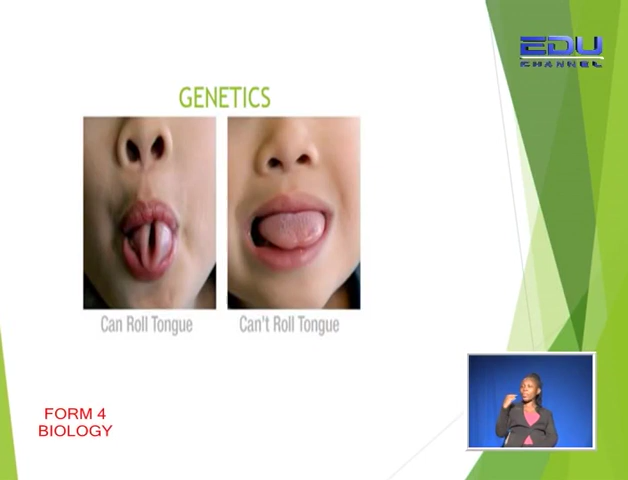 EDU
CHANNEL
GENETICS
Can Roll Tongue
Can't Roll Tongue
FORM 4
BIOLOGY